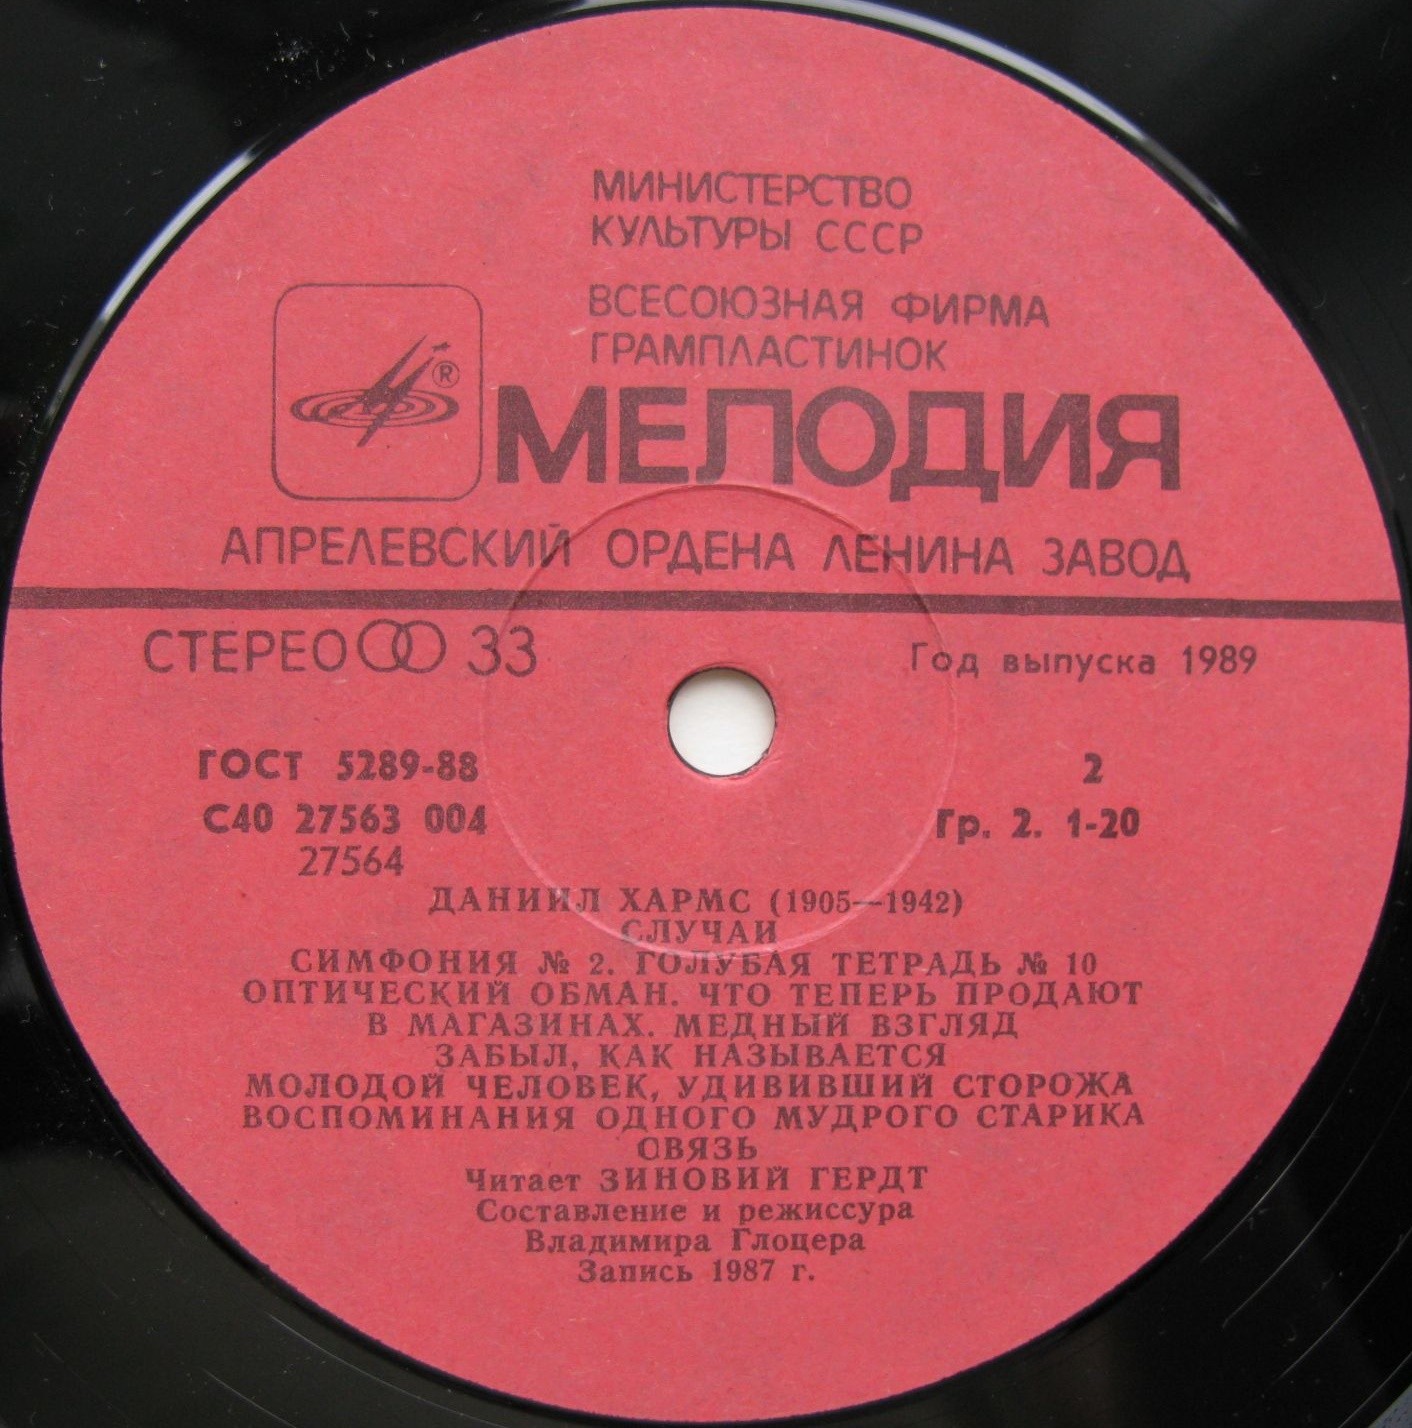 МИНИСТЕРСТВО
КУЛЬТУРЫ СССР
ВСЕСОЮЗНАЯ ФИРМА
ГРАМПЛАСТИНОК
®
МЕЛОДИЯ
АПРЕЛЕВСКИЙ ОРДЕНА ЛЕНИНА ЗАВОД
СТЕРЕО 33
Год выпуска 1989
ГОСТ 5289-88
2
С40 27563 004
Гр. 2. 1-20
27564
ДАНИИЛ ХАРМС (1905—1942)
СЛУЧАИ
СИМФОНИЯ № 2. ГОЛУБАЯ ТЕТРАДЬ № 10
ОПТИЧЕСКИЙ ОБМАН. ЧТО ТЕПЕРЬ ПРОДАЮТ
В МАГАЗИНАХ. МЕДНЫЙ ВЗГЛЯД
ЗАБЫЛ, КАК НАЗЫВАЕТСЯ
МОЛОДОЙ ЧЕЛОВЕК, УДИВИВШИЙ СТОРОЖА
ВОСПОМИНАНИЯ ОДНОГО МУДРОГО СТАРИКА
СВЯЗЬ
Читает ЗИНОВИЙ ГЕРДТ
Составление и режиссура
Владимира Глоцера
Запись 1987 г.